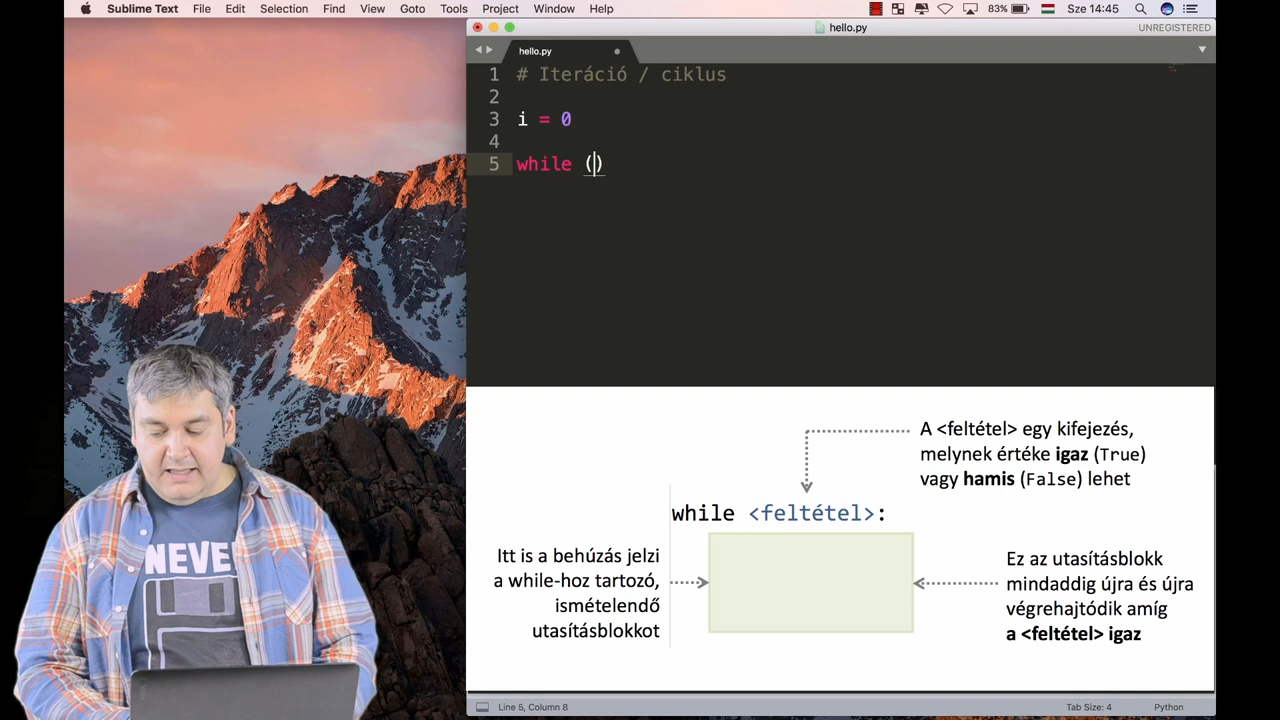 Sublime Text File Edit Selection Find View Goto Tools Project Window Help 83% Sze 14:45
hello.py UNREGISTERED
hello.py
1 # Iteráció / ciklus
2
3 i = 0
4
5 while ()
A <feltétel> egy kifejezés,
melynek értéke igaz (True)
vagy hamis (False) lehet
while <feltétel>:
Itt is a behúzás jelzi
a while-hoz tartozó,
ismétlendő
utasításblokkot
Ez az utasításblokk
mindaddig újra és újra
végrehajtódik amíg
a <feltétel> igaz
NEVER
Line 5, Column 8 Tab Size: 4 Python